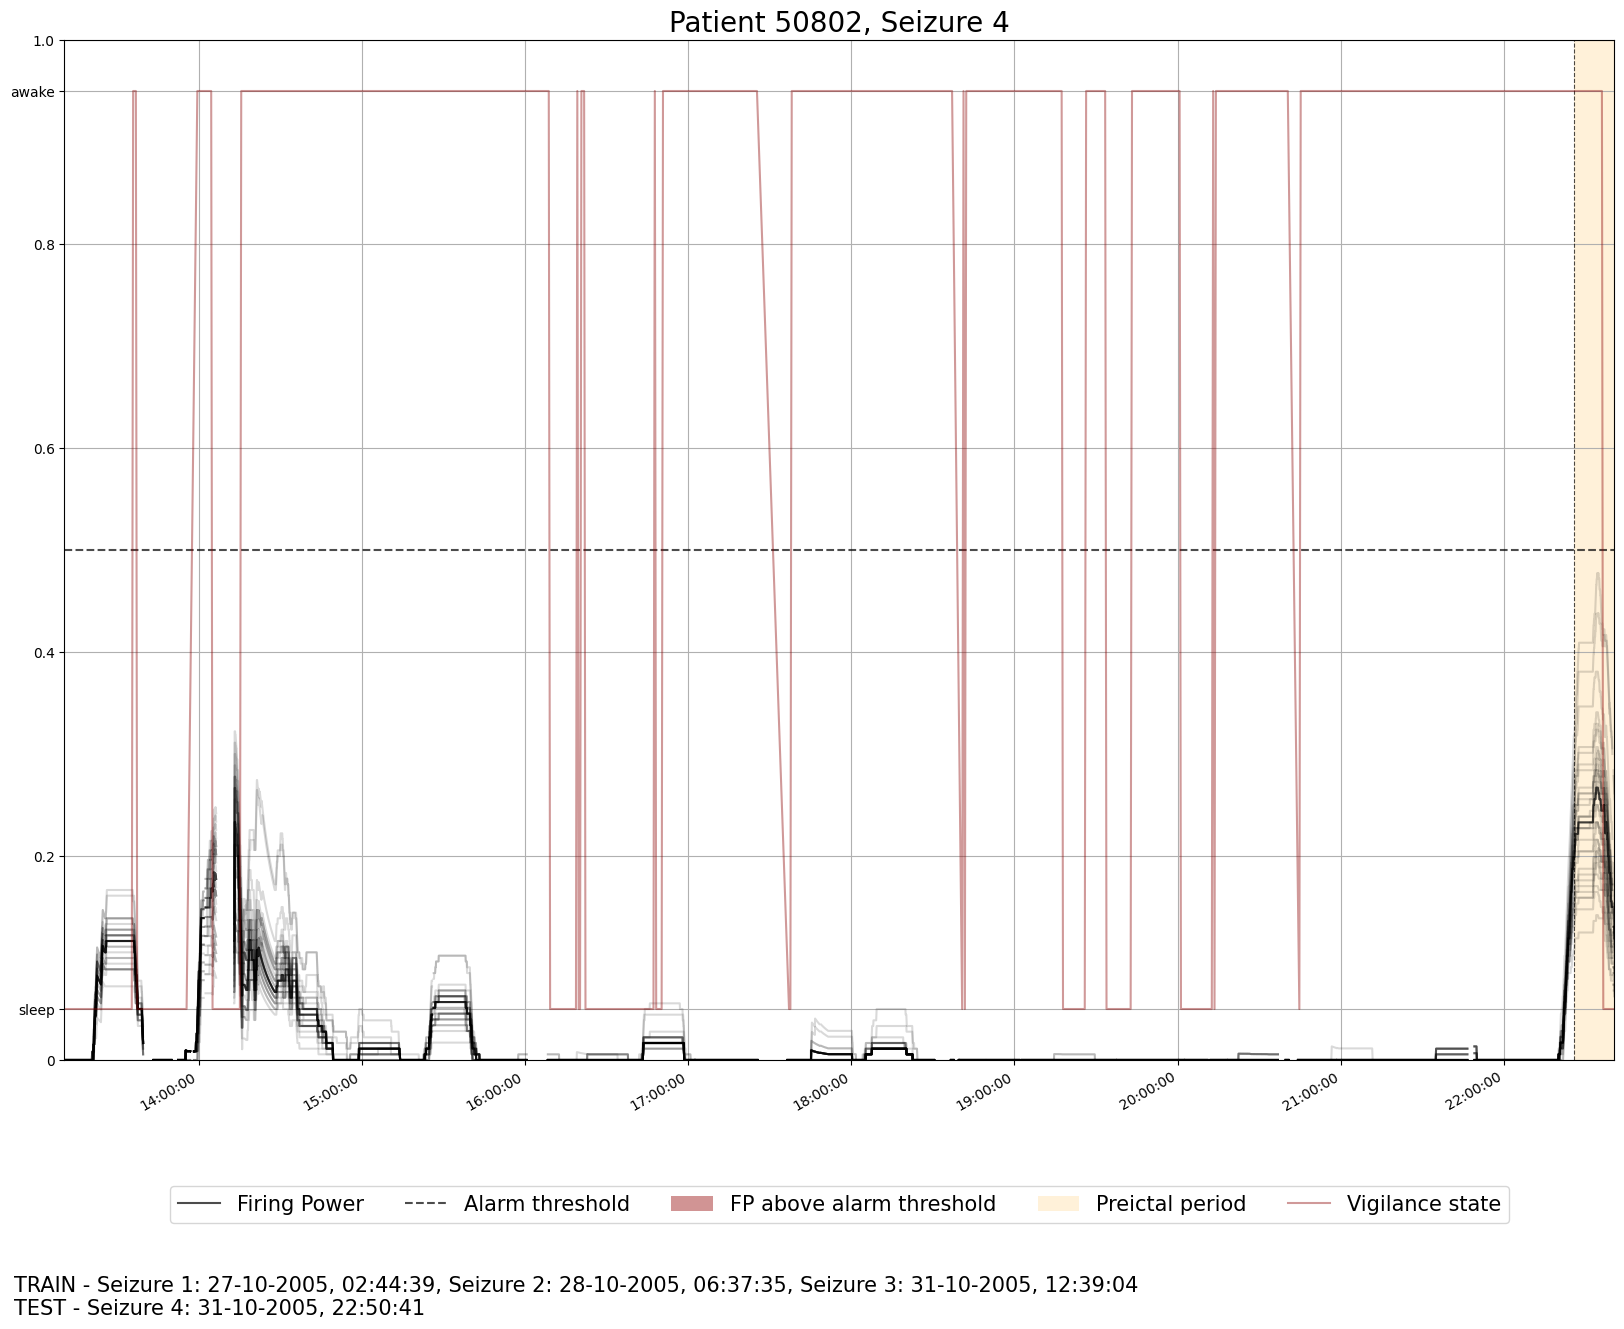 Patient 50802, Seizure 4
1.0
awake
0.8
0.6
0.4
0.2
sleep
0
14:00:00
15:00:00
16:00:00
17:00:00
18:00:00
19:00:00
20:00:00
21:00:00
22:00:00
Firing Power
Alarm threshold
FP above alarm threshold
Preictal period
Vigilance state
TRAIN - Seizure 1: 27-10-2005, 02:44:39, Seizure 2: 28-10-2005, 06:37:35, Seizure 3: 31-10-2005, 12:39:04
TEST - Seizure 4: 31-10-2005, 22:50:41